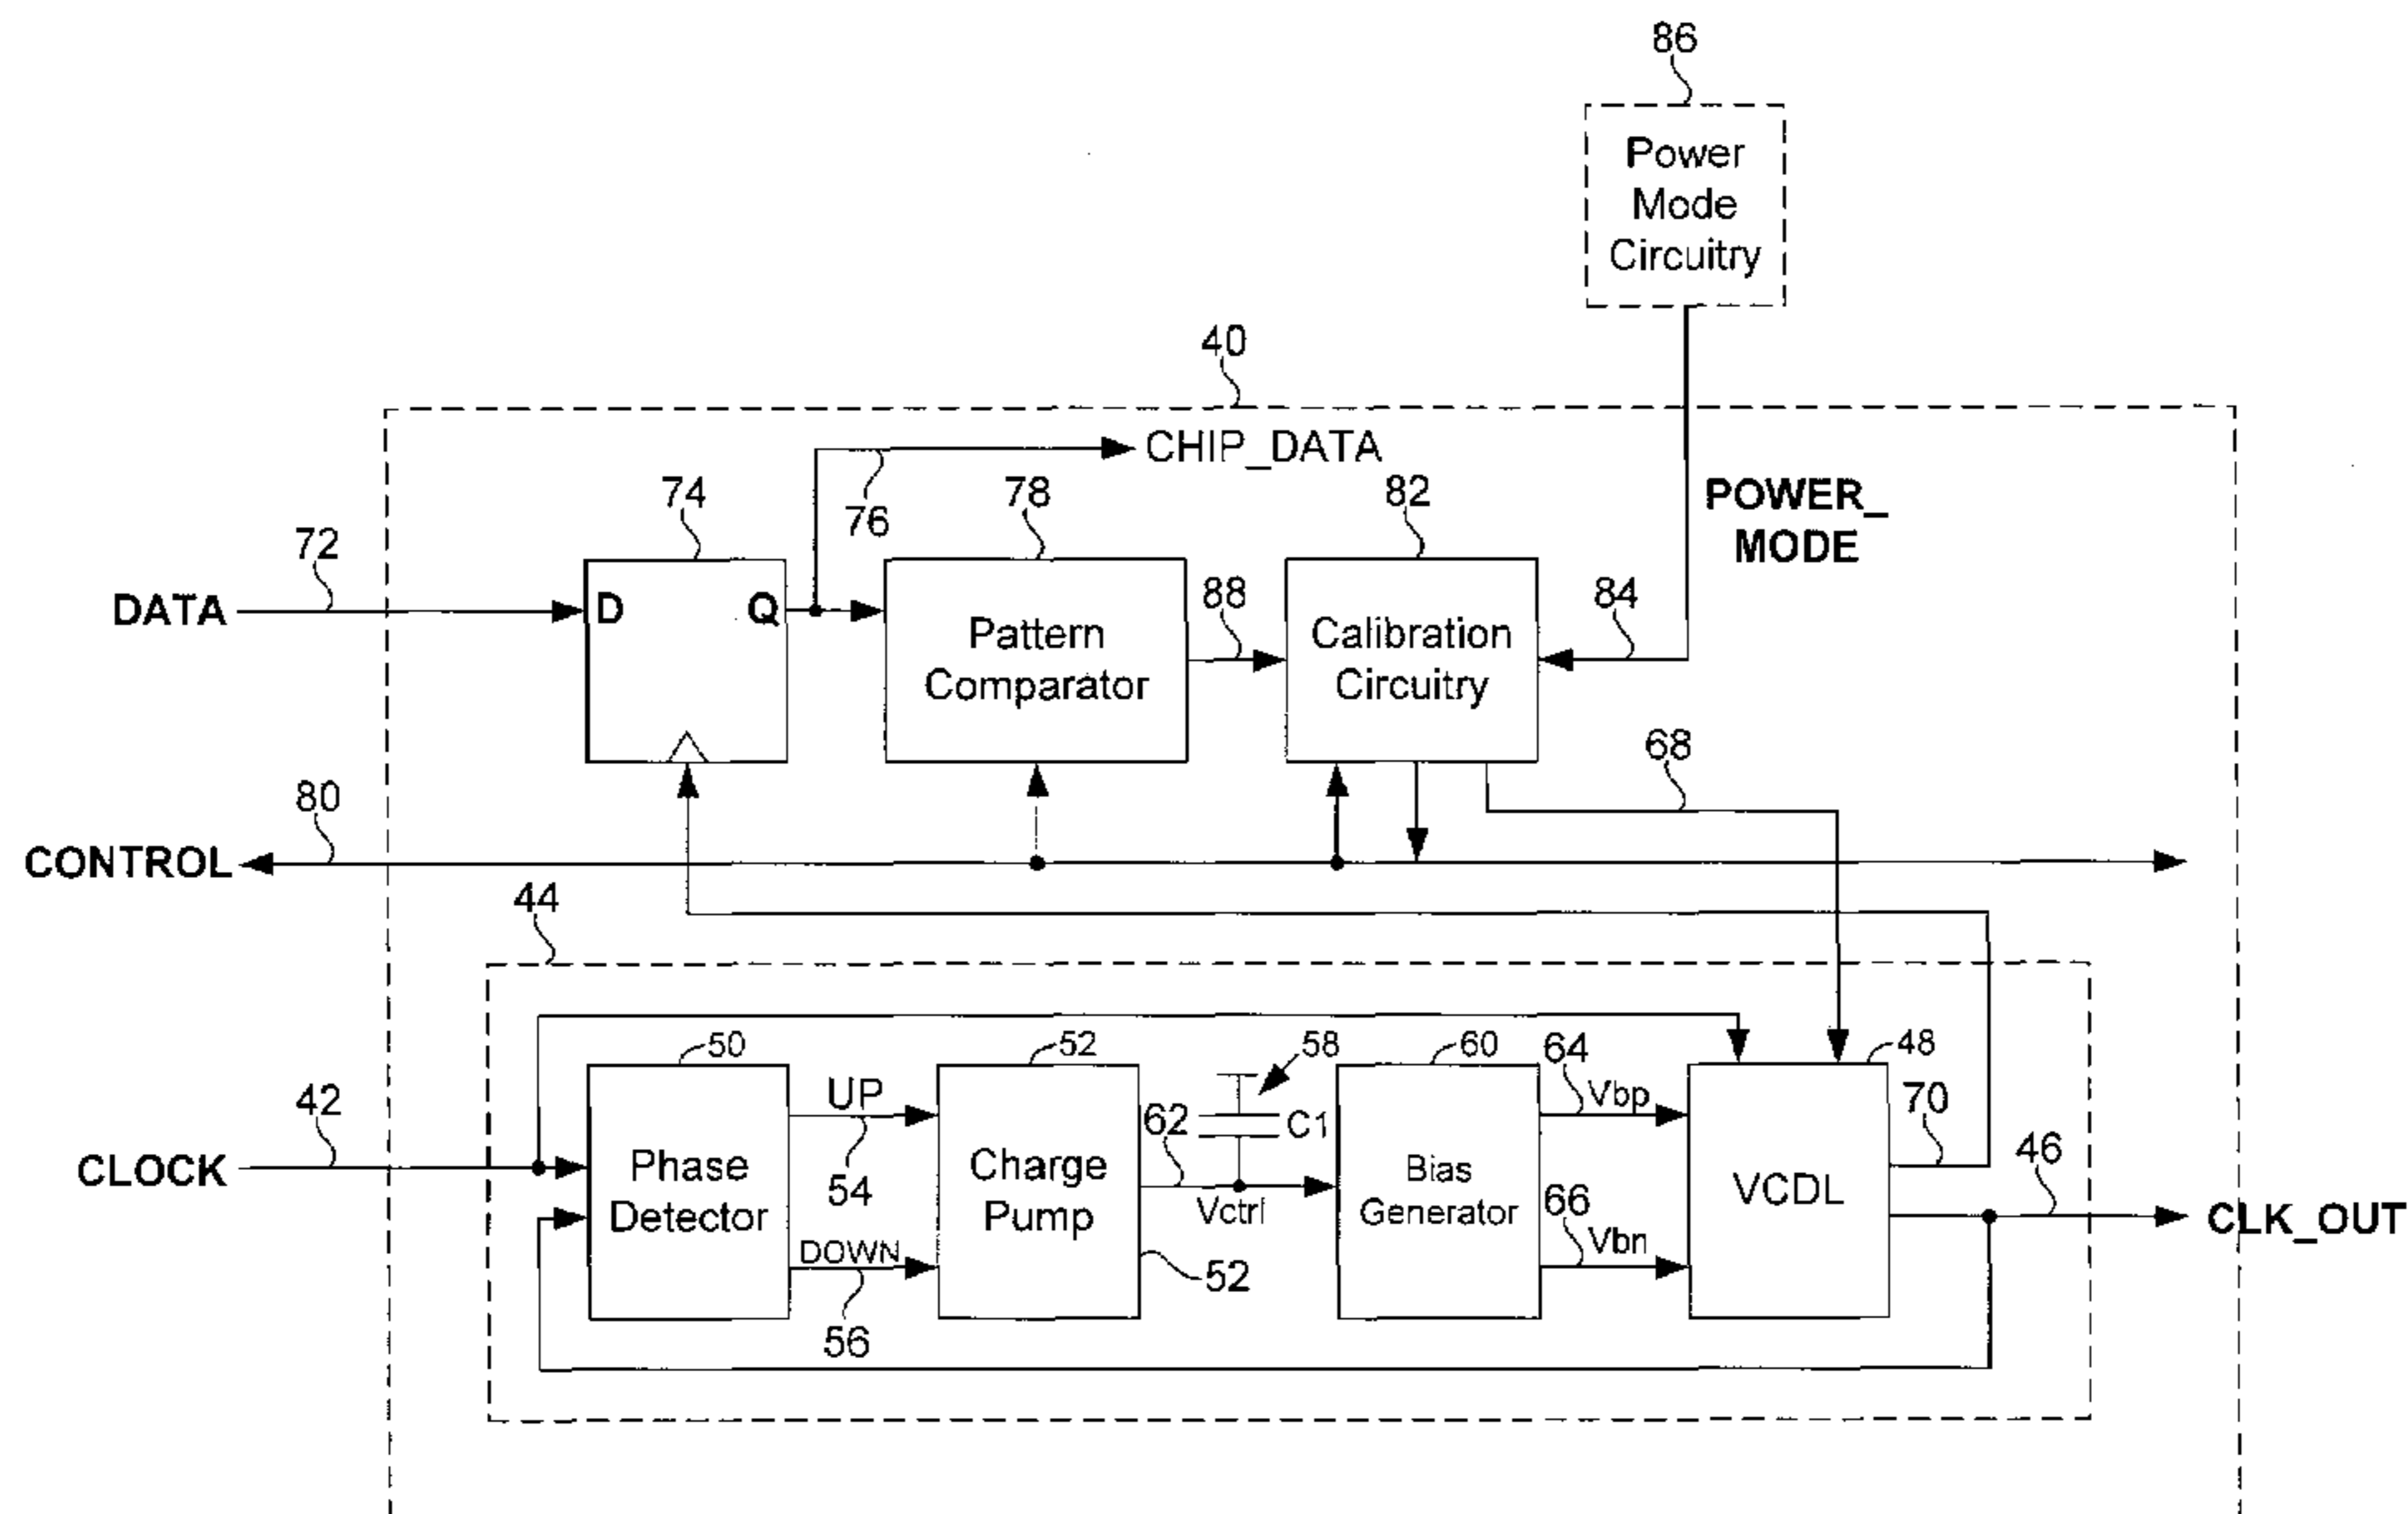 86
Power
Mode
Circuitry
40
CHIP_DATA
74
76
78
82
POWER_
MODE
72
DATA
D
Q
Pattern
Comparator
88
Calibration
Circuitry
84
68
80
CONTROL
44
50
52
58
60
64
48
42
CLOCK
Phase
Detector
UP
54
DOWN
56
Charge
Pump
62
C1
Vctrl
52
Bias
Generator
Vbp
66
Vbn
VCDL
70
46
CLK_OUT